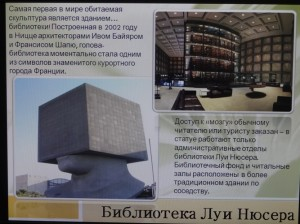 Самая первая в мире обитаемая
скульптура является зданием...
библиотеки! Построенная в 2002 году
в Ницце архитекторами Ивом Байяром
и Франсисом Шапю, голова-
библиотека моментально стала одним
из символов знаменитого курортного
города Франции.
Доступ к «мозгу» обычному
читателю или туристу заказан – в
статуе работают только
административные отделы
библиотеки Луи Нюсера.
Библиотечный фонд и читальные
залы расположены в более
традиционном здании по
соседству.
Библиотека Луи Нюсера